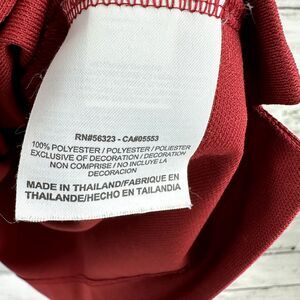 RN#56323 - CA#05553
100% POLYESTER / POLYESTER / POLIESTER
EXCLUSIVE OF DECORATION / DECORATION
NON COMPRISE / NO INCLUYE LA
DECORACION
MADE IN THAILAND/FABRIQUE EN
THAILANDE/HECHO EN TAILANDIA